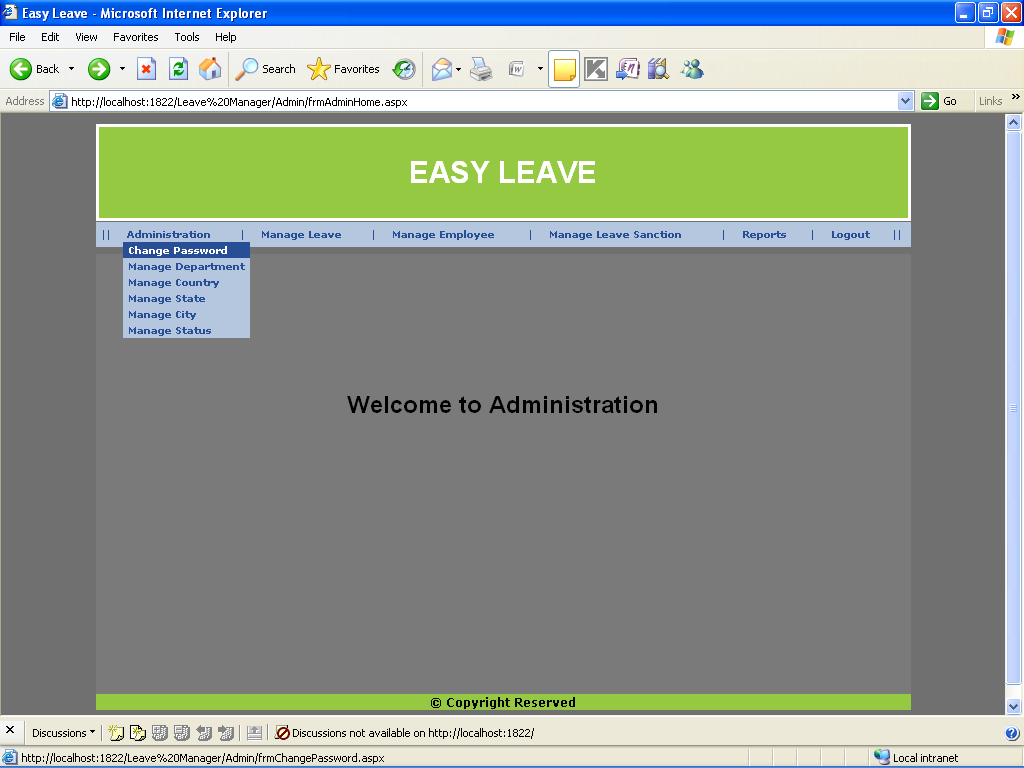 Easy Leave - Microsoft Internet Explorer
File Edit View Favorites Tools Help
Back Search Favorites
Address http://localhost:1822/Leave%20Manager/Admin/frmAdminHome.aspx Go Links »
EASY LEAVE
|| Administration | Manage Leave | Manage Employee | Manage Leave Sanction | Reports | Logout ||
Change Password
Manage Department
Manage Country
Manage State
Manage City
Manage Status
Welcome to Administration
© Copyright Reserved
Discussions Discussions not available on http://localhost:1822/
http://localhost:1822/Leave%20Manager/Admin/frmChangePassword.aspx Local intranet